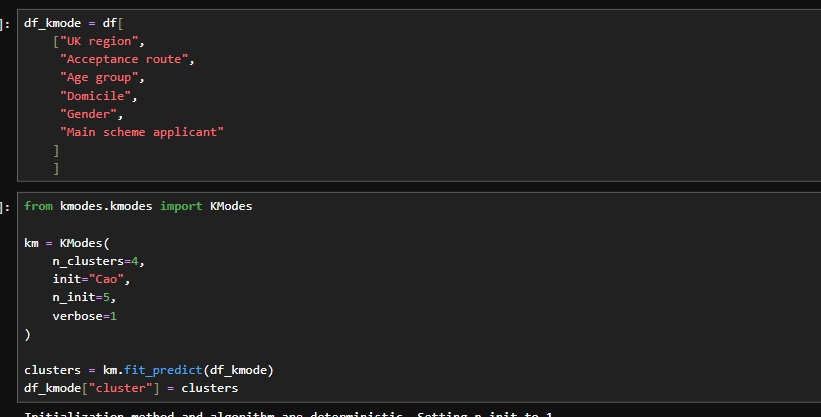 ]: df_kmode = df[
["UK region",
"Acceptance route",
"Age group",
"Domicile",
"Gender",
"Main scheme applicant"
]
]
]: from kmodes.kmodes import KModes
km = KModes(
n_clusters=4,
init="Cao",
n_init=5,
verbose=1
)
clusters = km.fit_predict(df_kmode)
df_kmode["cluster"] = clusters
Initialization method and algorithm are deterministic. Setting n_init to 1.